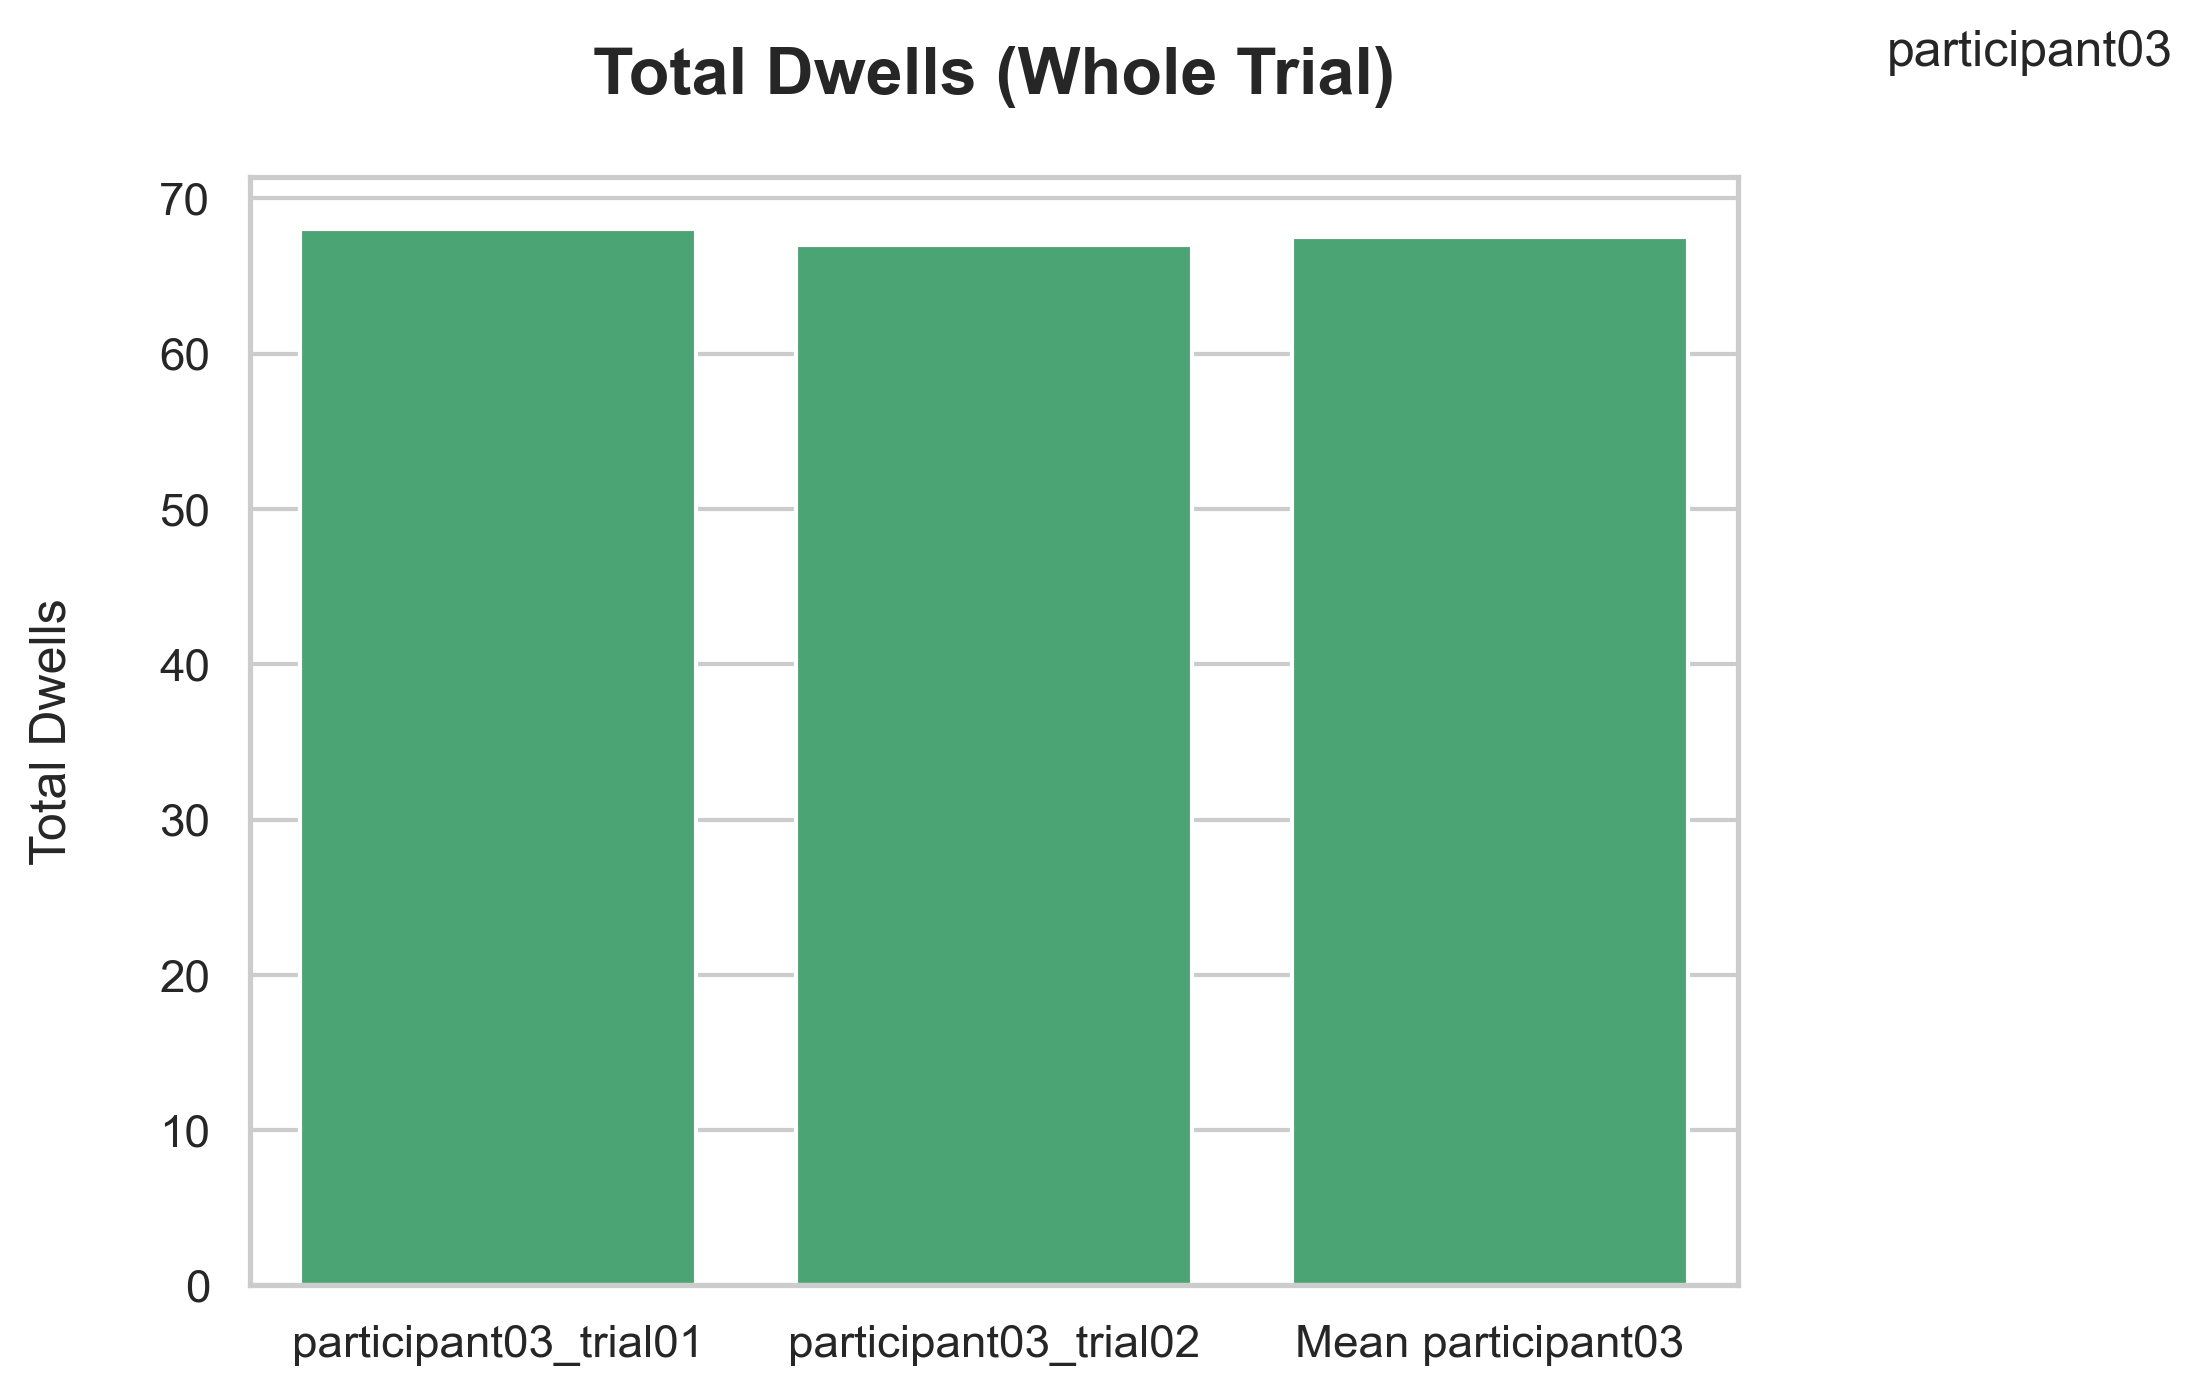 participant03
Total Dwells (Whole Trial)
Total Dwells
70
60
50
40
30
20
10
0
participant03_trial01
participant03_trial02
Mean participant03